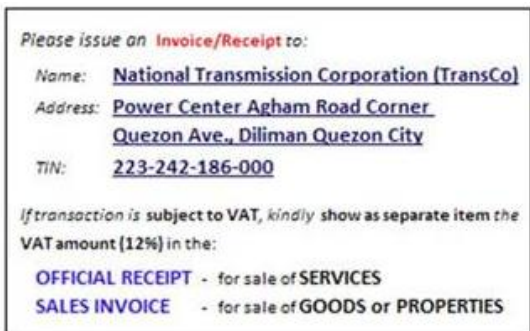 Please issue an Invoice/Receipt to:
Name: National Transmission Corporation (TransCo)
Address: Power Center Agham Road Corner
Quezon Ave., Diliman Quezon City
TIN: 223-242-186-000
If transaction is subject to VAT, kindly show as separate item the
VAT amount (12%) in the:
OFFICIAL RECEIPT - for sale of SERVICES
SALES INVOICE - for sale of GOODS or PROPERTIES